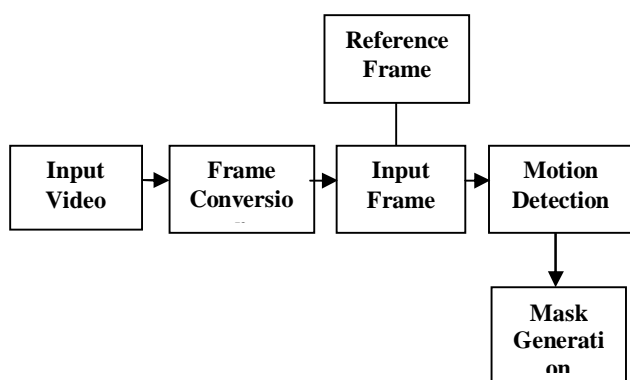 Reference
Frame
Input
Video
Frame
Conversio
Input
Frame
Motion
Detection
Mask
Generati
on